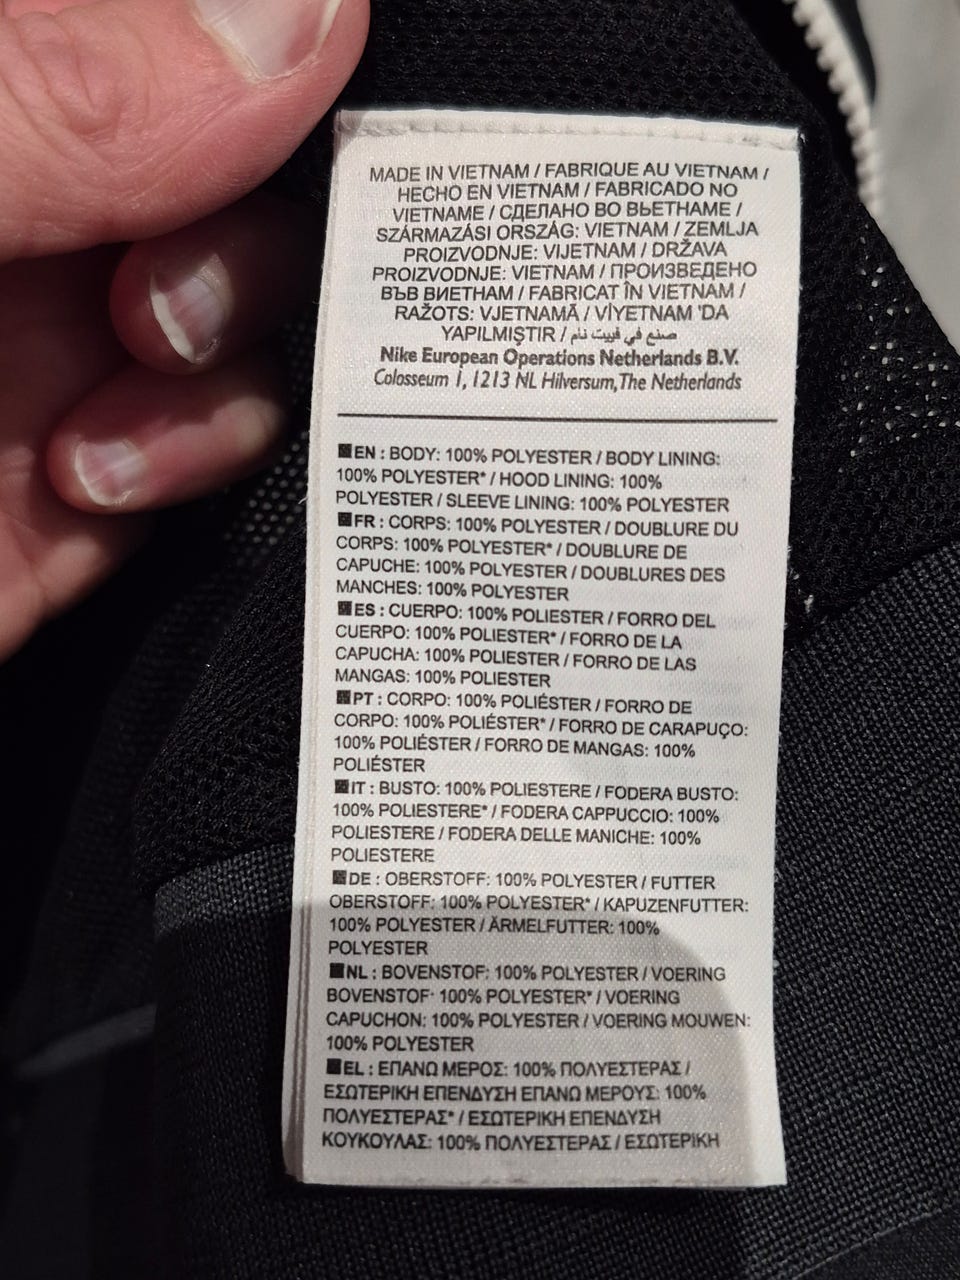 MADE IN VIETNAM / FABRIQUE AU VIETNAM /
HECHO EN VIETNAM / FABRICADO NO
VIETNAME / СДЕЛАНО ВО ВЬЕТНАМЕ /
SZÁRMAZÁSI ORSZÁG: VIETNAM / ZEMLJA
PROIZVODNJE: VIJETNAM / DRŽAVA
PROIZVODNJE: VIETNAM / ПРОИЗВЕДЕНО
ВЪВ ВИЕТНАМ / FABRICAT ÎN VIETNAM /
RAŽOTS: VJETNAMĀ / VİYETNAM 'DA
YAPILMIŞTIR / صنع في فييت نام
Nike European Operations Netherlands B.V.
Colosseum 1, 1213 NL Hilversum, The Netherlands
EN : BODY: 100% POLYESTER / BODY LINING:
100% POLYESTER* / HOOD LINING: 100%
POLYESTER / SLEEVE LINING: 100% POLYESTER
FR : CORPS: 100% POLYESTER / DOUBLURE DU
CORPS: 100% POLYESTER* / DOUBLURE DE
CAPUCHE: 100% POLYESTER / DOUBLURES DES
MANCHES: 100% POLYESTER
ES : CUERPO: 100% POLIESTER / FORRO DEL
CUERPO: 100% POLIESTER* / FORRO DE LA
CAPUCHA: 100% POLIESTER / FORRO DE LAS
MANGAS: 100% POLIESTER
PT : CORPO: 100% POLIÉSTER / FORRO DE
CORPO: 100% POLIÉSTER* / FORRO DE CARAPUÇO:
100% POLIÉSTER / FORRO DE MANGAS: 100%
POLIÉSTER
IT : BUSTO: 100% POLIESTERE / FODERA BUSTO:
100% POLIESTERE* / FODERA CAPPUCCIO: 100%
POLIESTERE / FODERA DELLE MANICHE: 100%
POLIESTERE
DE : OBERSTOFF: 100% POLYESTER / FUTTER
OBERSTOFF: 100% POLYESTER* / KAPUZENFUTTER:
100% POLYESTER / ÄRMELFUTTER: 100%
POLYESTER
NL : BOVENSTOF: 100% POLYESTER / VOERING
BOVENSTOF: 100% POLYESTER* / VOERING
CAPUCHON: 100% POLYESTER / VOERING MOUWEN:
100% POLYESTER
EL : ΕΠΑΝΩ ΜΕΡΟΣ: 100% ΠΟΛΥΕΣΤΕΡΑΣ /
ΕΣΩΤΕΡΙΚΗ ΕΠΕΝΔΥΣΗ ΕΠΑΝΩ ΜΕΡΟΥΣ: 100%
ΠΟΛΥΕΣΤΕΡΑΣ* / ΕΣΩΤΕΡΙΚΗ ΕΠΕΝΔΥΣΗ
ΚΟΥΚΟΥΛΑΣ: 100% ΠΟΛΥΕΣΤΕΡΑΣ / ΕΣΩΤΕΡΙΚΗ